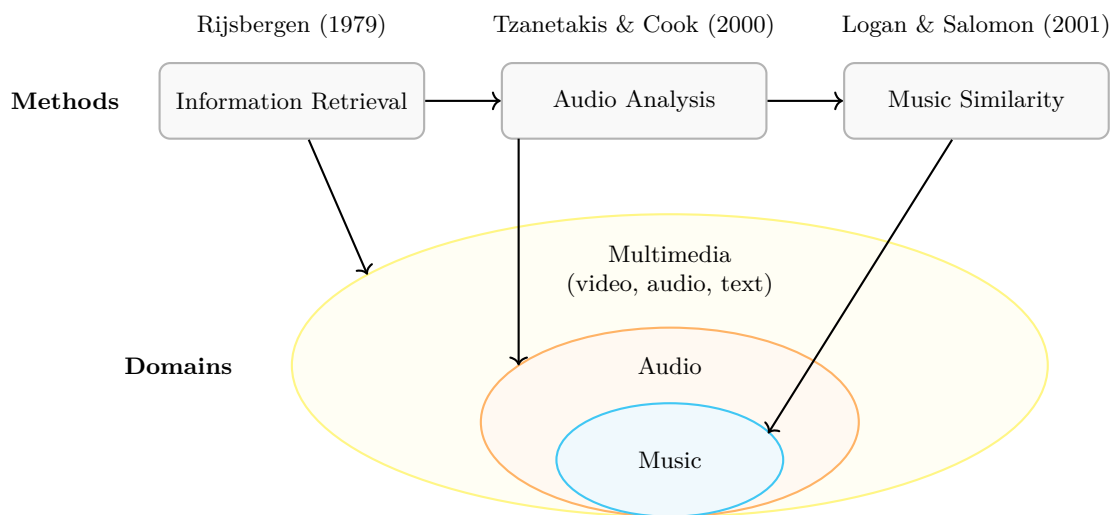 Rijsbergen (1979)
Tzanetakis & Cook (2000)
Logan & Salomon (2001)
Methods
Information Retrieval
Audio Analysis
Music Similarity
Multimedia
(video, audio, text)
Domains
Audio
Music